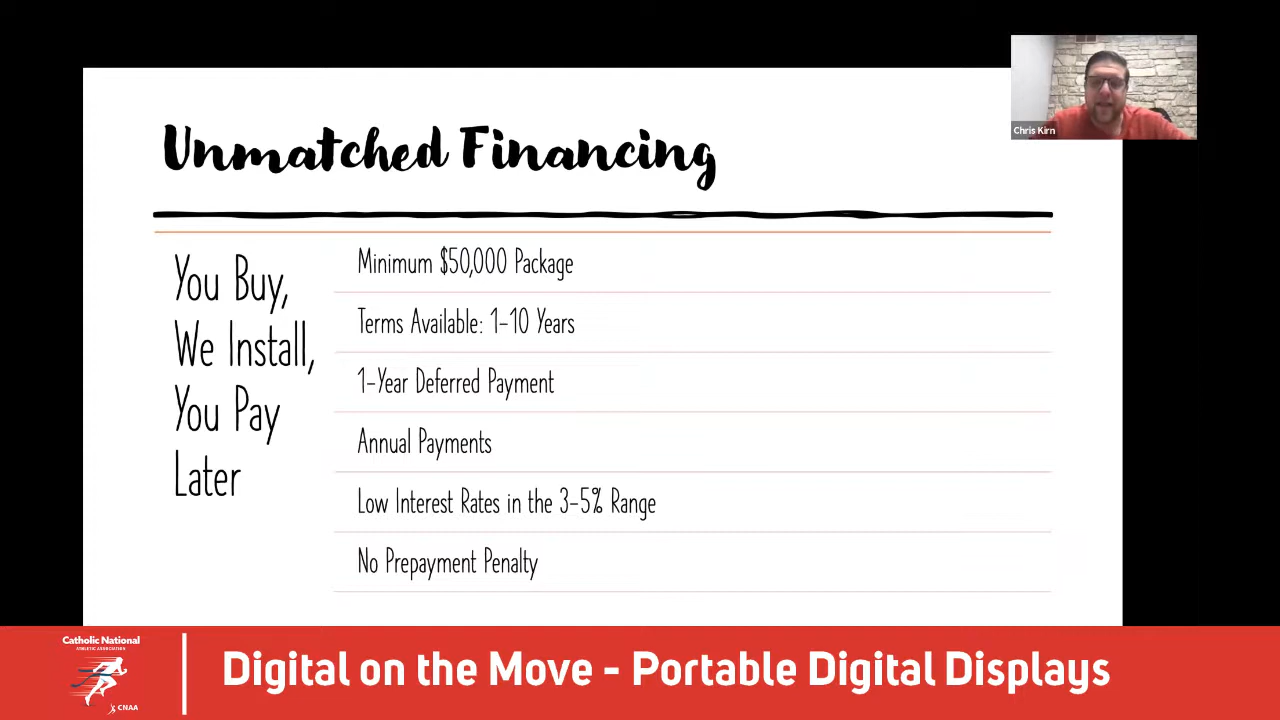 Unmatched Financing
Chris Kirn
You Buy,
We Install,
You Pay
Later
Minimum $50,000 Package
Terms Available: 1-10 Years
1-Year Deferred Payment
Annual Payments
Low Interest Rates in the 3-5% Range
No Prepayment Penalty
Catholic National
ATHLETIC ASSOCIATION
CNAA
Digital on the Move - Portable Digital Displays